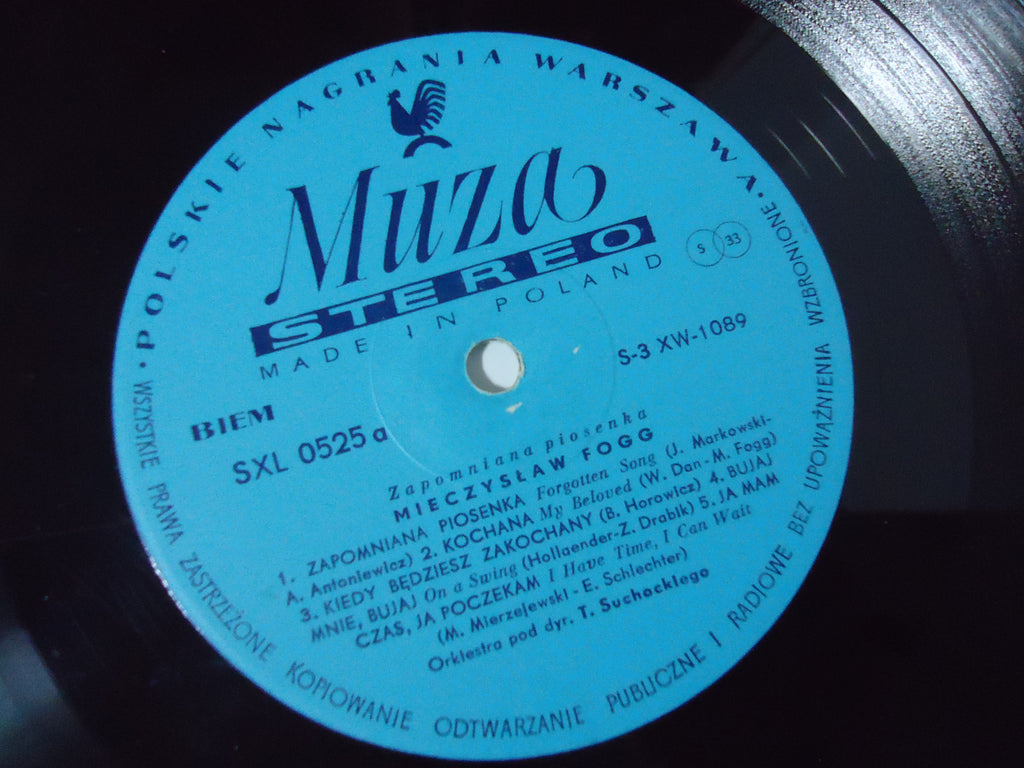 • POLSKIE NAGRANIA WARSZAWA •
Muza
STEREO
MADE IN POLAND
S 33
BIEM
S-3 XW-1089
SXL 0525 a
Zapomniana piosenka
MIECZYSŁAW FOGG
1. ZAPOMNIANA PIOSENKA Forgotten Song (J. Markowski-
A. Antoniewicz) 2. KOCHANA My Beloved (W. Dan - M. Fogg)
3. KIEDY BĘDZIESZ ZAKOCHANY (B. Horowicz) 4. BUJAJ
MNIE, BUJAJ On a Swing (Hollaender-Z. Drabik) 5. JA MAM
CZAS, JA POCZEKAM I Have Time, I Can Wait
(M. Mierzejewski - E. Schlechter)
Orkiestra pod dyr. T. Suchockiego
WSZYSTKIE PRAWA ZASTRZEŻONE KOPIOWANIE ODTWARZANIE PUBLICZNE I RADIOWE BEZ UPOWAŻNIENIA WZBRONIONE